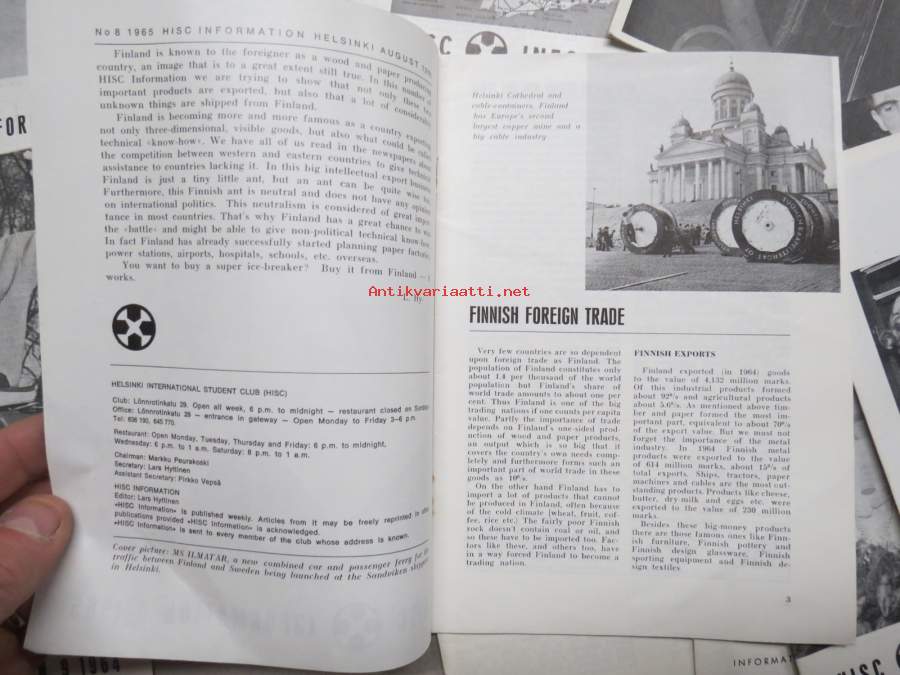 No 8 1965 HISC INFORMATION HELSINKI AUGUST
Finland is known to the foreigner as a wood and paper producing
country, an image that is to a great extent still true. In this number of
HISC Information we are trying to show that not only these two
important products are exported, but also that a lot of considerably
unknown things are shipped from Finland.
Finland is becoming more and more famous as a country exporting
not only three-dimensional, visible goods, but also what could be called
technical «know-how». We have all of us read in the newspapers about
the competition between western and eastern countries to give technical
assistance to countries lacking it. In this big intellectual export business
Finland is just a tiny little ant, but an ant can be quite wise too.
Furthermore, this Finnish ant is neutral and does not have any opinion
on international politics. This neutralism is considered of great impor-
tance in most countries. That's why Finland has a great chance to win
the «battle» and might be able to give non-political technical know-how.
In fact Finland has already successfully started planning paper factories,
power stations, airports, hospitals, schools, etc. overseas.
You want to buy a super ice-breaker? Buy it from Finland — it
works.
L. Hy.
HELSINKI INTERNATIONAL STUDENT CLUB (HISC)
Club: Lönnrotinkatu 29. Open all week, 6 p.m. to midnight — restaurant closed on Sundays
Office: Lönnrotinkatu 29 — entrance in gateway — Open Monday to Friday 3–6 p.m.
Tel: 636 190, 645 770.
Restaurant: Open Monday, Tuesday, Thursday and Friday: 6 p.m. to midnight,
Wednesday: 6 p.m. to 1 a.m. Saturday: 8 p.m. to 1 a.m.
Chairman: Markku Peurakoski
Secretary: Lars Hyttinen
Assistant Secretary: Pirkko Vepsä
HISC INFORMATION
Editor: Lars Hyttinen
«HISC Information» is published weekly. Articles from it may be freely reprinted in other
publications provided «HISC Information» is acknowledged.
«HISC Information» is sent to every member of the club whose address is known.
Cover picture: MS ILMATAR, a new combined car and passenger ferry for the
traffic between Finland and Sweden being launched at the Sandviken shipyard
in Helsinki.
Helsinki Cathedral and
cable-containers. Finland
has Europe's second
largest copper mine and a
big cable industry
FINNISH FOREIGN TRADE
Very few countries are so dependent
upon foreign trade as Finland. The
population of Finland constitutes only
about 1.4 per thousand of the world
population but Finland's share of
world trade amounts to about one per
cent. Thus Finland is one of the big
trading nations if one counts per capita
value. Partly the importance of trade
depends on Finland's one sided prod-
uction of wood and paper products,
an output which is so big that it
covers the country's own needs comp-
letely and furthermore forms such an
important part of world trade in these
goods as 10%.
On the other hand Finland has to
import a lot of products that cannot
be produced in Finland, often because
of the cold climate [wheat, fruit, cof-
fee, rice etc.) The fairly poor Finnish
rock doesn't contain coal or oil, and
so these have to be imported too. Fac-
tors like these, and others too, have
a way forced Finland to become a
trading nation.
FINNISH EXPORTS
Finland exported (in 1964) goods
to the value of 4,132 million marks.
Of this industrial products formed
about 92% and agricultural products
about 5.6%. As mentioned above tim-
ber and paper formed the most im-
portant part, equivalent to about 70%
of the export value. But we must not
forget the importance of the metal
industry. In 1964 Finnish metal
products were exported to the value
of 614 million marks, about 15% of
total exports. Ships, tractors, paper
machines and cables are the most out-
standing products. Products like cheese,
butter, dry milk and eggs etc. were
exported to the value of 230 million
marks.
Besides these big-money products
there are those famous ones like Finn-
ish furniture, Finnish pottery and
Finnish design glassware, Finnish
sporting equipment and Finnish de-
sign textiles
3
Antikvariaatti.net
9 1964
INFORMAT
HISC